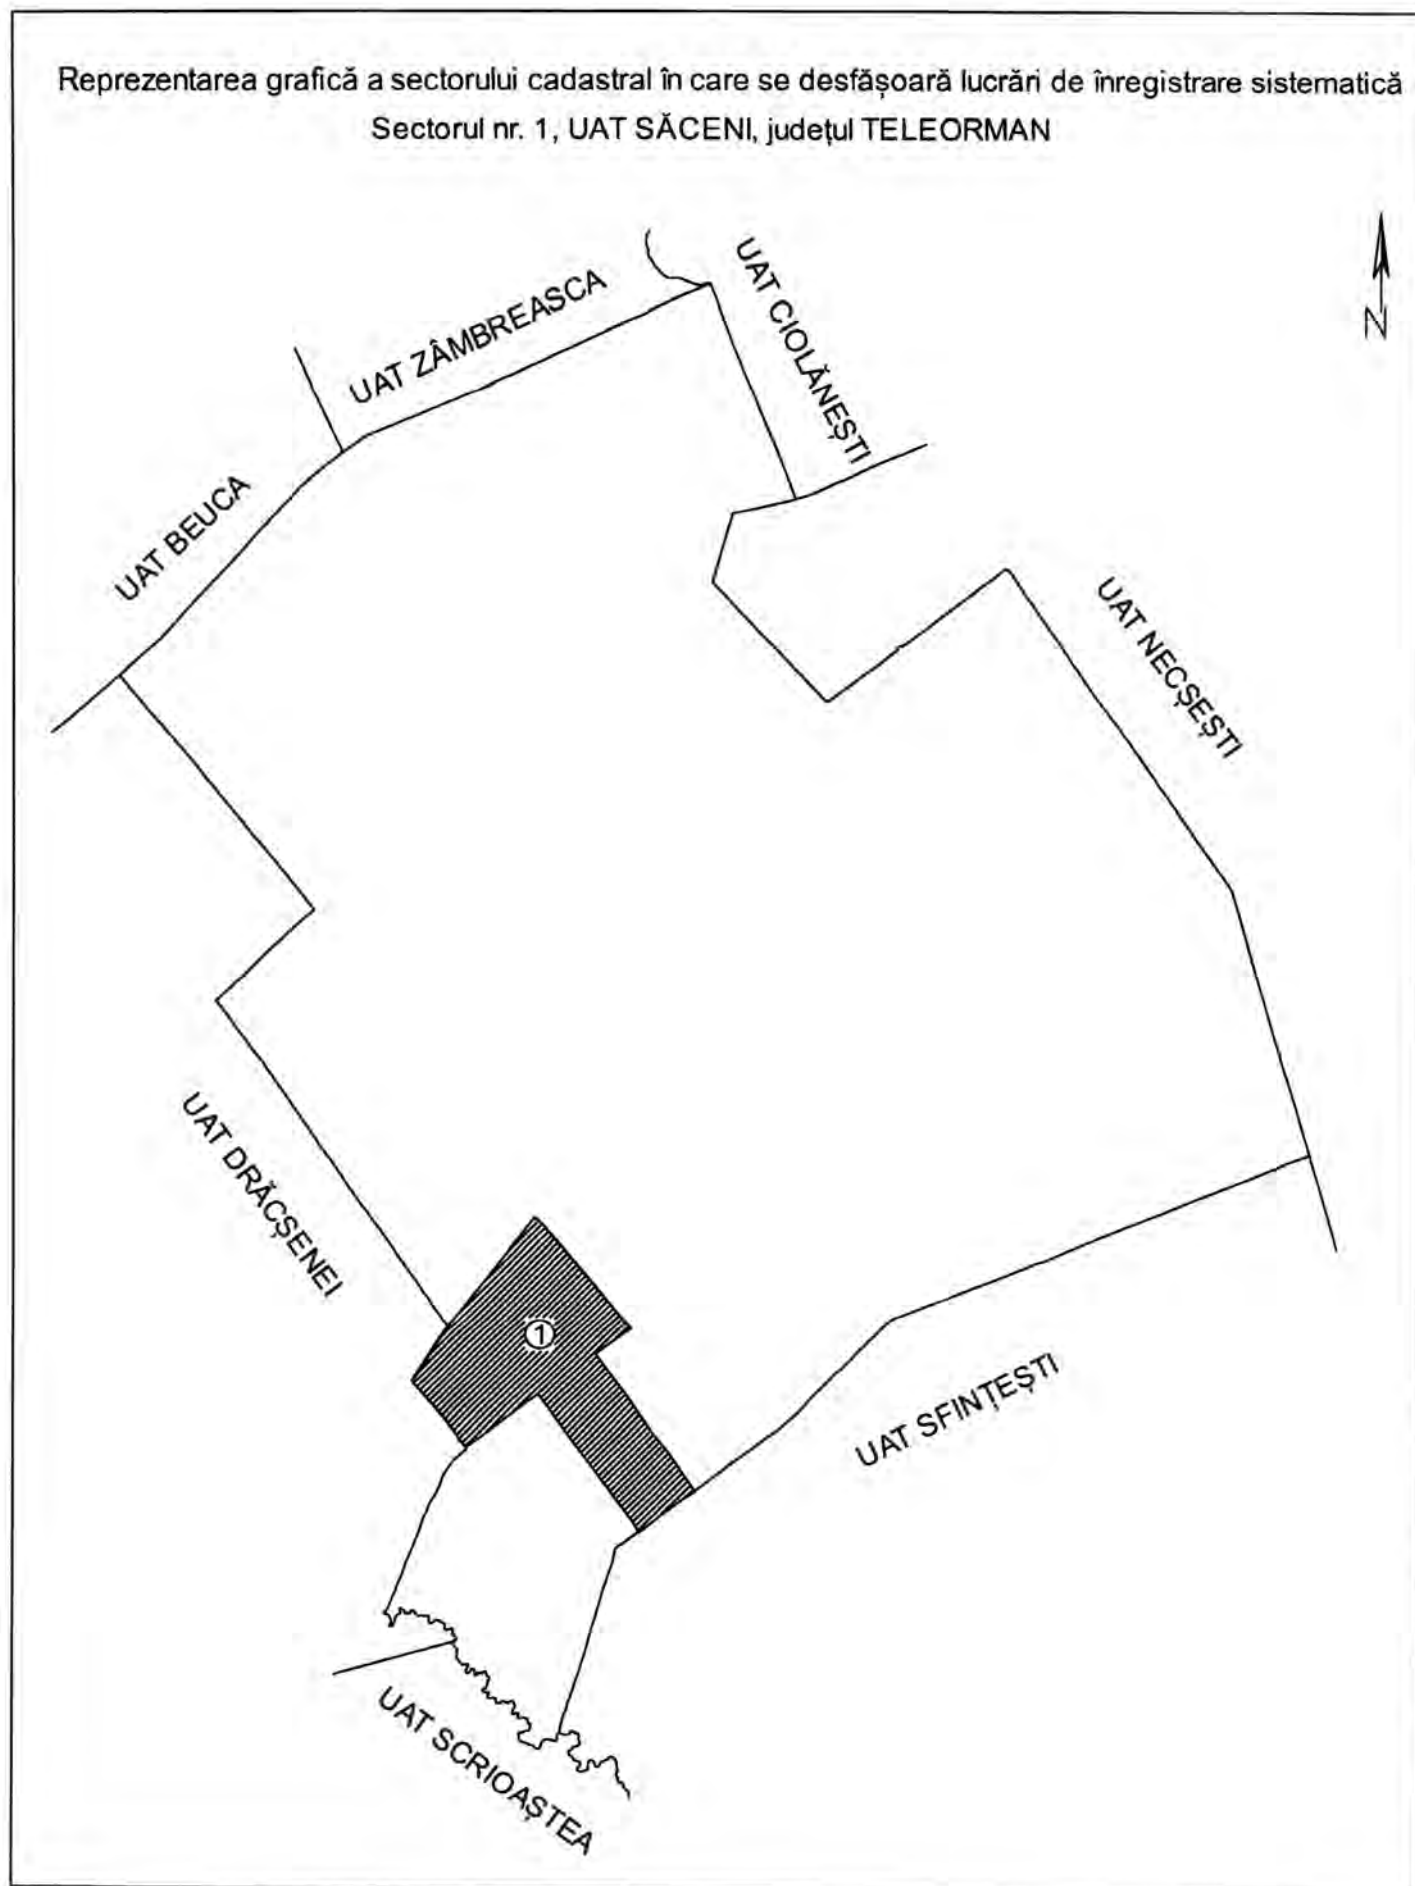 Reprezentarea grafică a sectorului cadastral în care se desfășoară lucrări de înregistrare sistematică
Sectorul nr. 1, UAT SĂCENI, județul TELEORMAN
UAT ZÂMBREASCA
UAT CIOLĂNEȘTI
N
UAT BEUCA
UAT NECȘEȘTI
UAT DRĂCȘENEI
1
UAT SFINȚEȘTI
UAT SCRIOAȘTEA